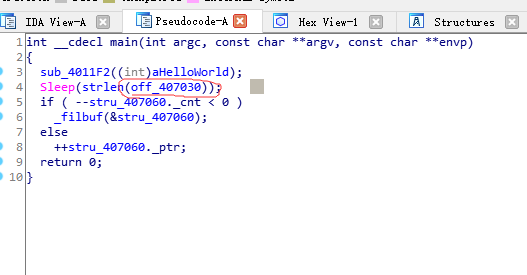 IDA View-A Pseudocode-A Hex View-1 Structures
1 int __cdecl main(int argc, const char **argv, const char **envp)
2 {
3 sub_4011F2((int)aHelloWorld);
4 Sleep(strlen(off_407030));
5 if ( --stru_407060._cnt < 0 )
6 _filbuf(&stru_407060);
7 else
8 ++stru_407060._ptr;
9 return 0;
10 }